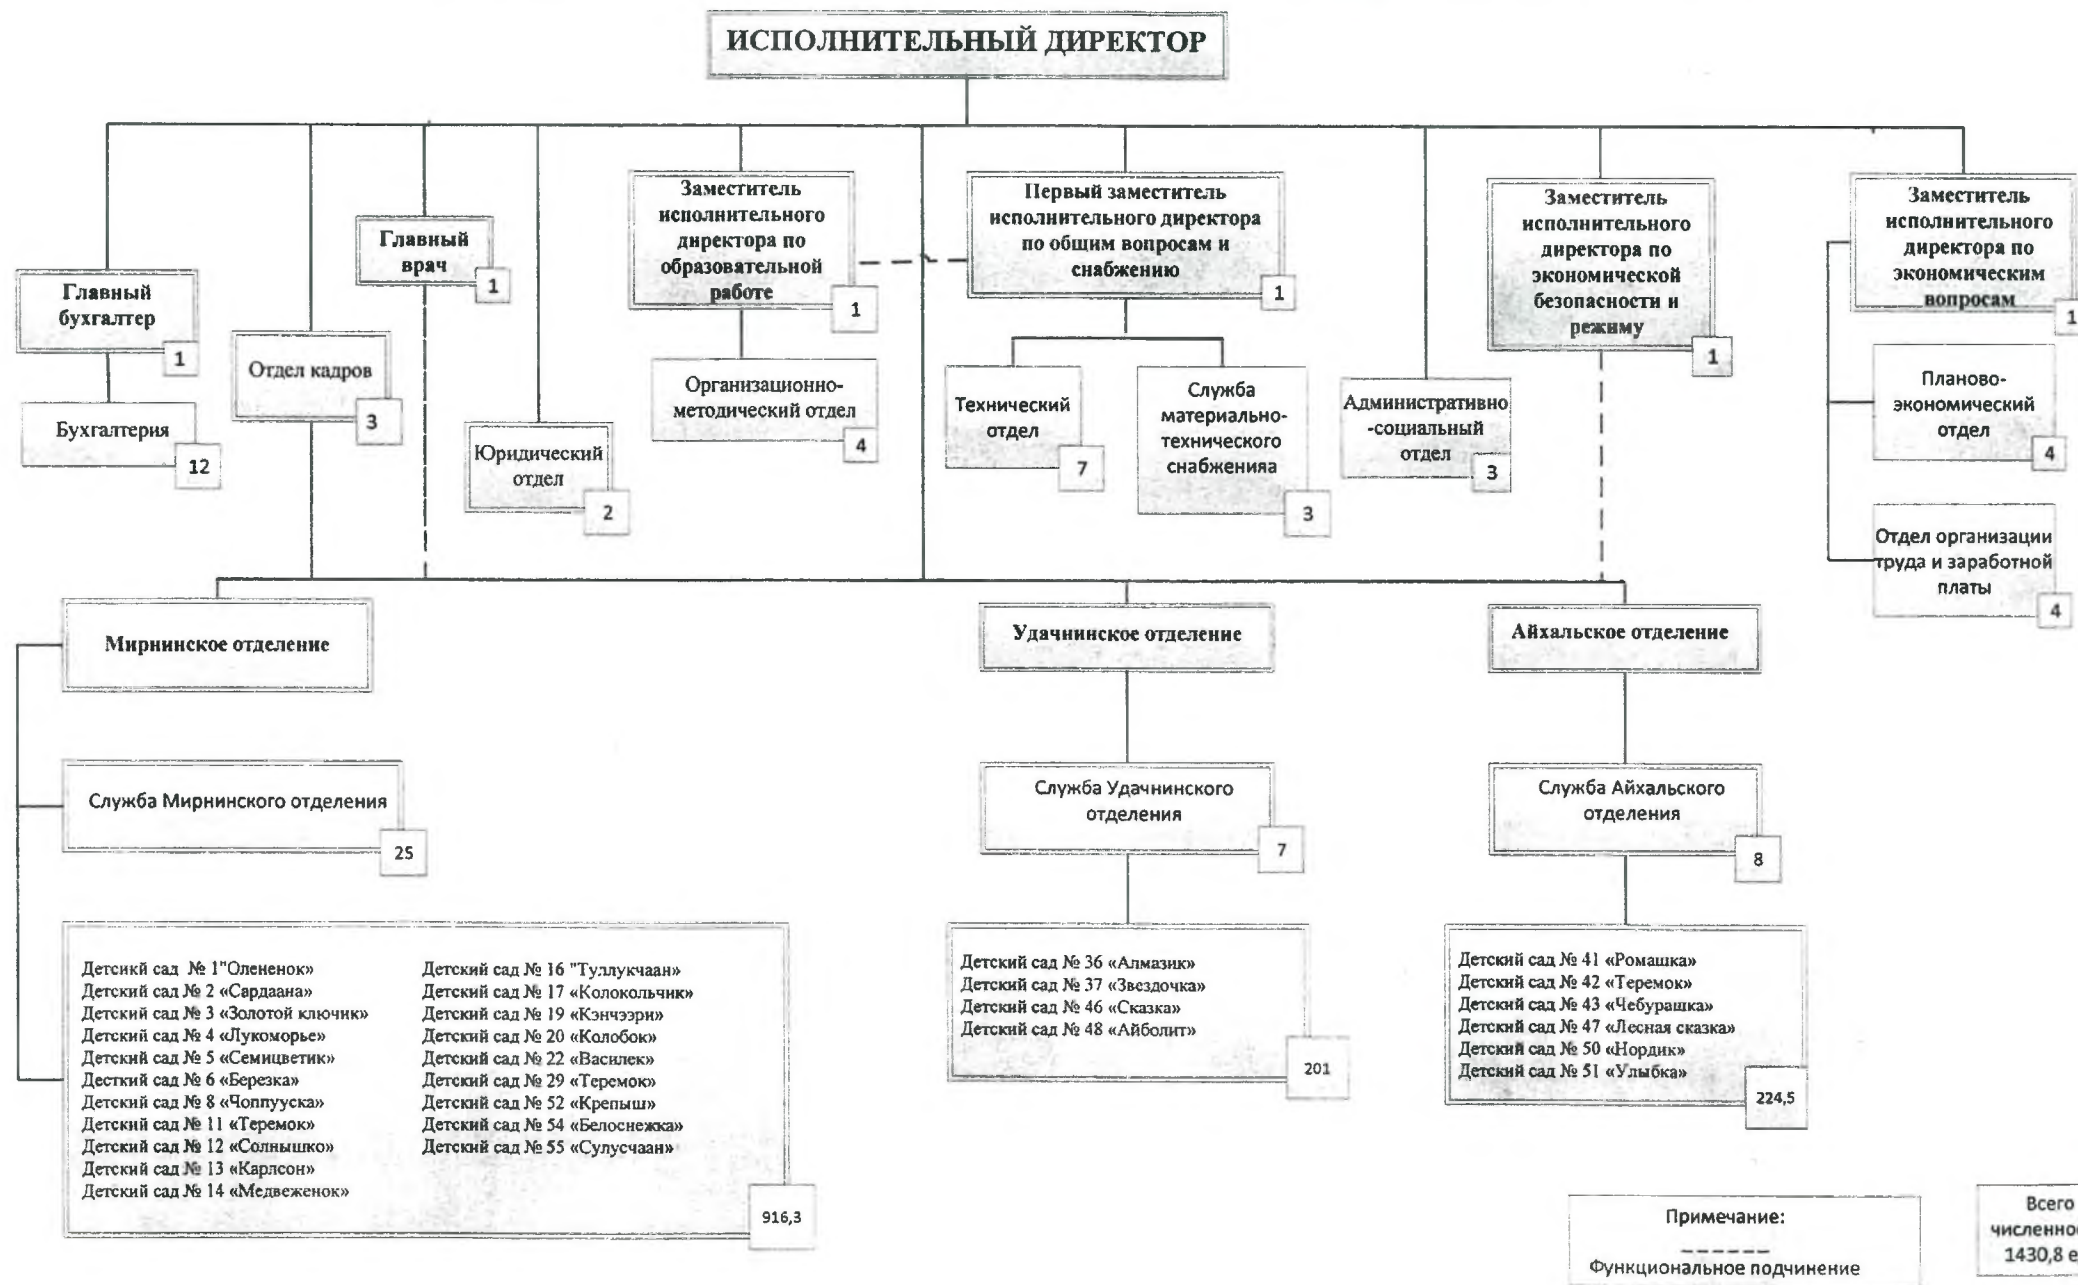 ИСПОЛНИТЕЛЬНЫЙ ДИРЕКТОР
Главный
бухгалтер
1
Бухгалтерия
12
Отдел кадров
3
Главный
врач
1
Юридический
отдел
2
Заместитель
исполнительного
директора по
образовательной
работе
1
Организационно-
методический отдел
4
Первый заместитель
исполнительного директора
по общим вопросам и
снабжению
1
Технический
отдел
7
Служба
материально-
технического
снабженияа
3
Административно
-социальный
отдел
3
Заместитель
исполнительного
директора по
экономической
безопасности и
режиму
1
Заместитель
исполнительного
директора по
экономическим
вопросам
1
Планово-
экономический
отдел
4
Отдел организации
труда и заработной
платы
4
Мирнинское отделение
Служба Мирнинского отделения
25
Детсикй сад № 1"Олененок»
Детский сад № 2 «Сардаана»
Детский сад № 3 «Золотой ключик»
Детский сад № 4 «Лукоморье»
Детский сад № 5 «Семицветик»
Десткий сад № 6 «Березка»
Детский сад № 8 «Чоппууска»
Детский сад № 11 «Теремок»
Детский сад № 12 «Солнышко»
Детский сад № 13 «Карлсон»
Детский сад № 14 «Медвеженок»
Детский сад № 16 "Туллукчаан»
Детский сад № 17 «Колокольчик»
Детский сад № 19 «Кэнчээри»
Детский сад № 20 «Колобок»
Детский сад № 22 «Василек»
Детский сад № 29 «Теремок»
Детский сад № 52 «Крепыш»
Детский сад № 54 «Белоснежка»
Детский сад № 55 «Сулусчаан»
916,3
Удачнинское отделение
Служба Удачнинского
отделения
7
Детский сад № 36 «Алмазик»
Детский сад № 37 «Звездочка»
Детский сад № 46 «Сказка»
Детский сад № 48 «Айболит»
201
Айхальское отделение
Служба Айхальского
отделения
8
Детский сад № 41 «Ромашка»
Детский сад № 42 «Теремок»
Детский сад № 43 «Чебурашка»
Детский сад № 47 «Лесная сказка»
Детский сад № 50 «Нордик»
Детский сад № 51 «Улыбка»
224,5
Примечание:
Функциональное подчинение
Всего
1430,8